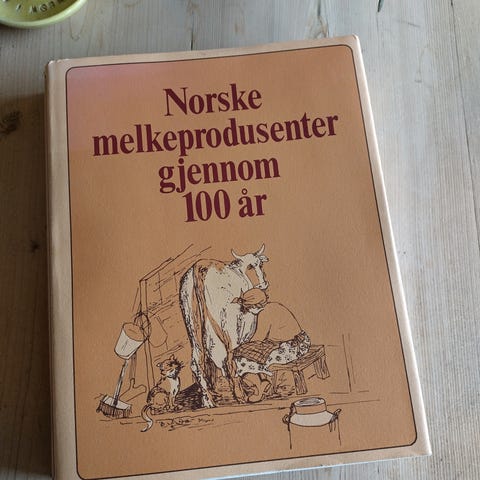 Norske
melkeprodusenter
gjennom
100 år